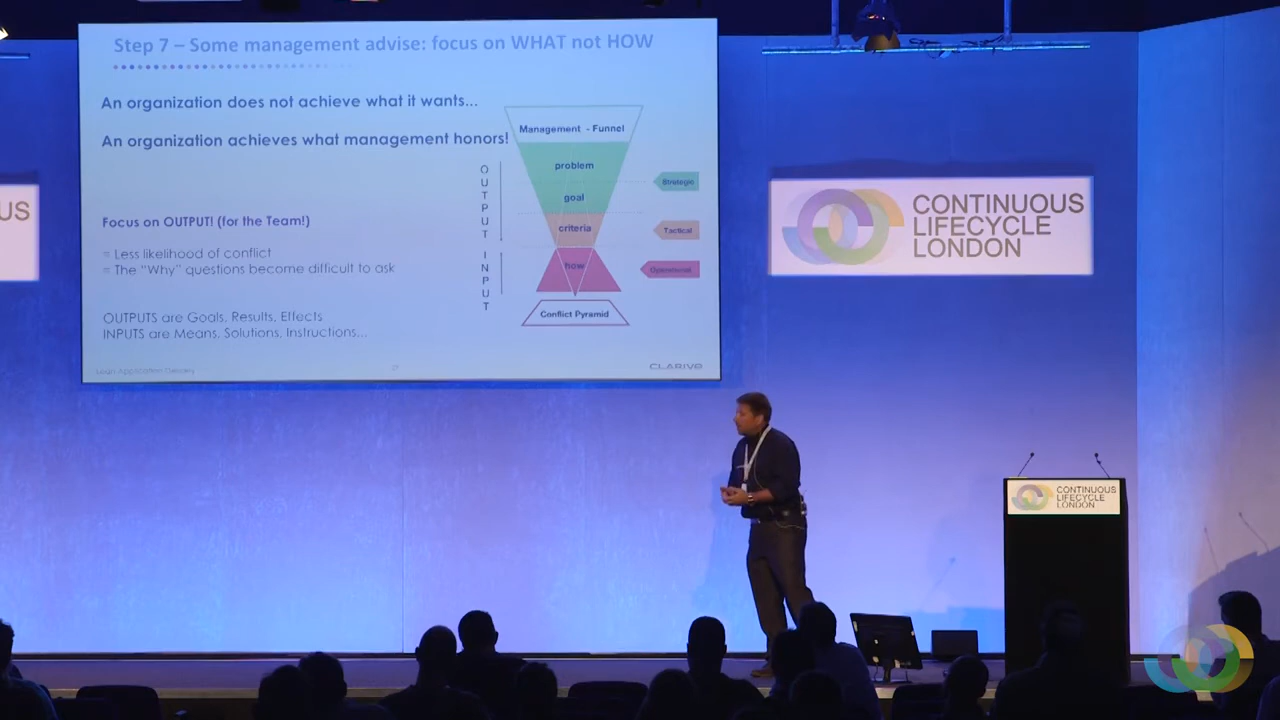 Step 7 – Some management advise: focus on WHAT not HOW
An organization does not achieve what it wants...
An organization achieves what management honors!
Focus on OUTPUT! (for the Team!)
= Less likelihood of conflict
= The "Why" questions become difficult to ask
OUTPUTS are Goals, Results, Effects
INPUTS are Means, Solutions, Instructions...
Management - Funnel
problem
goal
criteria
how
Conflict Pyramid
OUTPUT
INPUT
Strategic
Tactical
Operational
Lean Application Delivery
CLARIVE
US
CONTINUOUS
LIFECYCLE
LONDON
CONTINUOUS
LIFECYCLE
LONDON